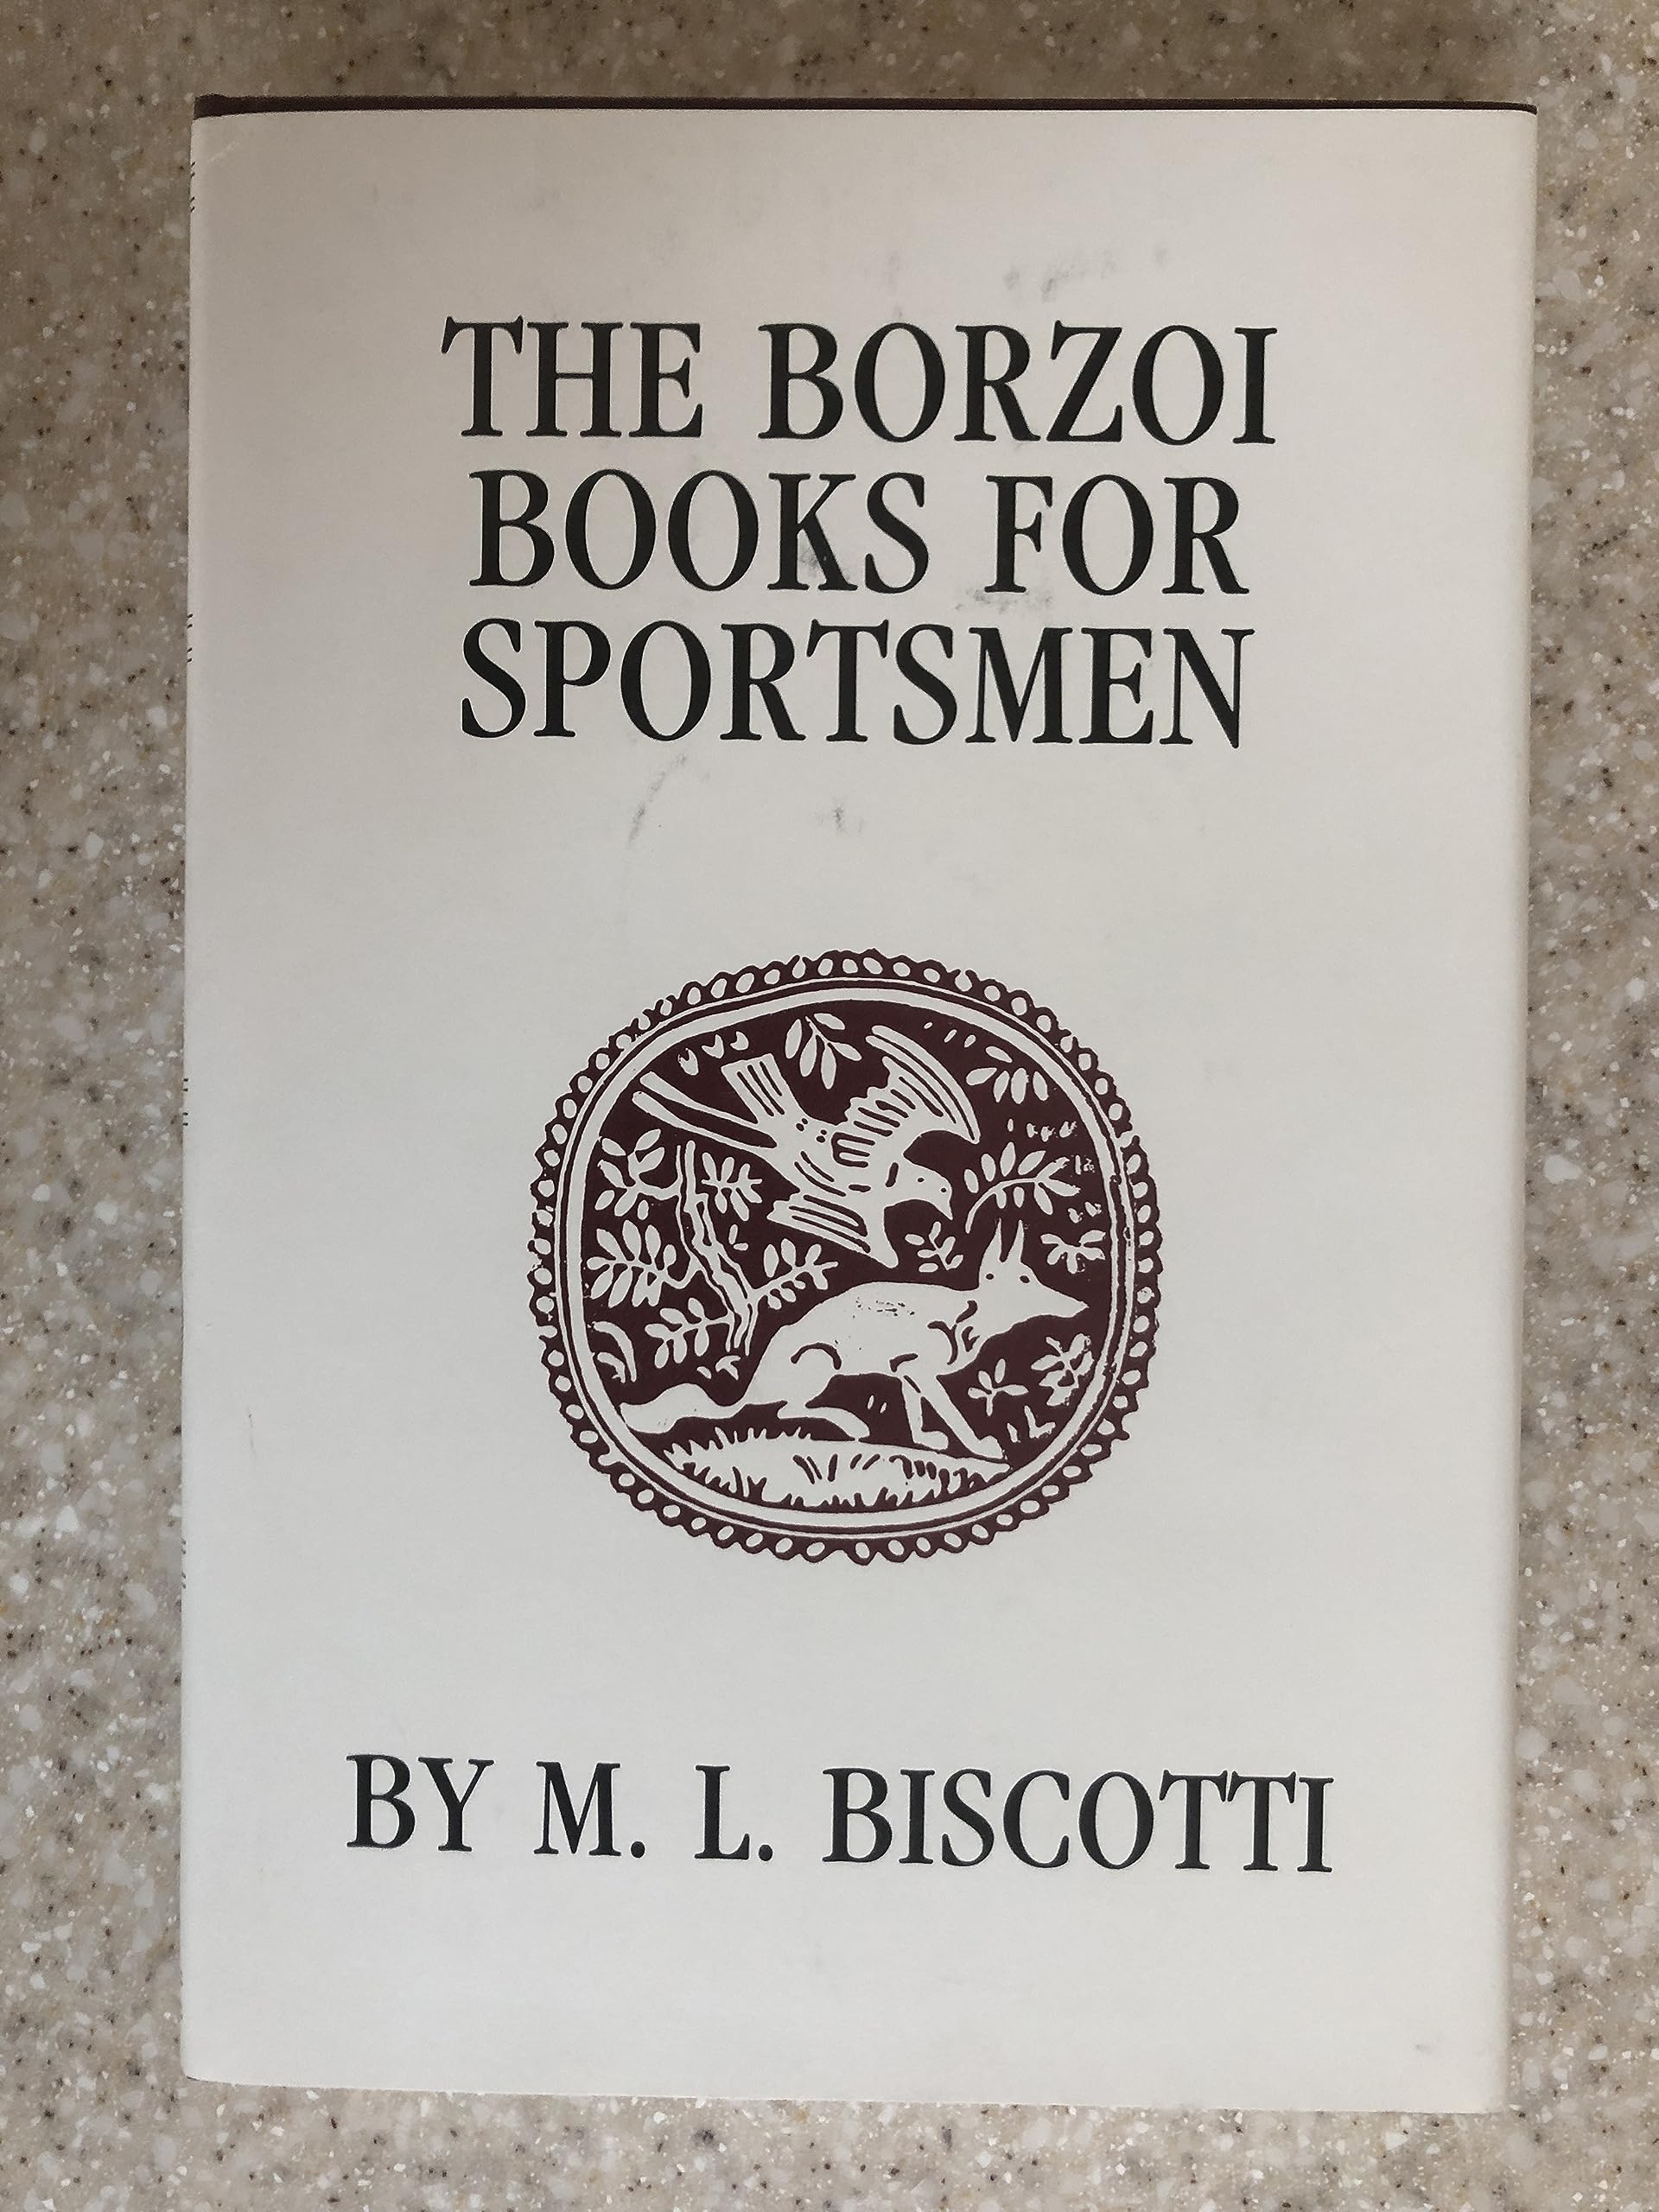 THE BORZOI
BOOKS FOR
SPORTSMEN
BY M. L. BISCOTTI